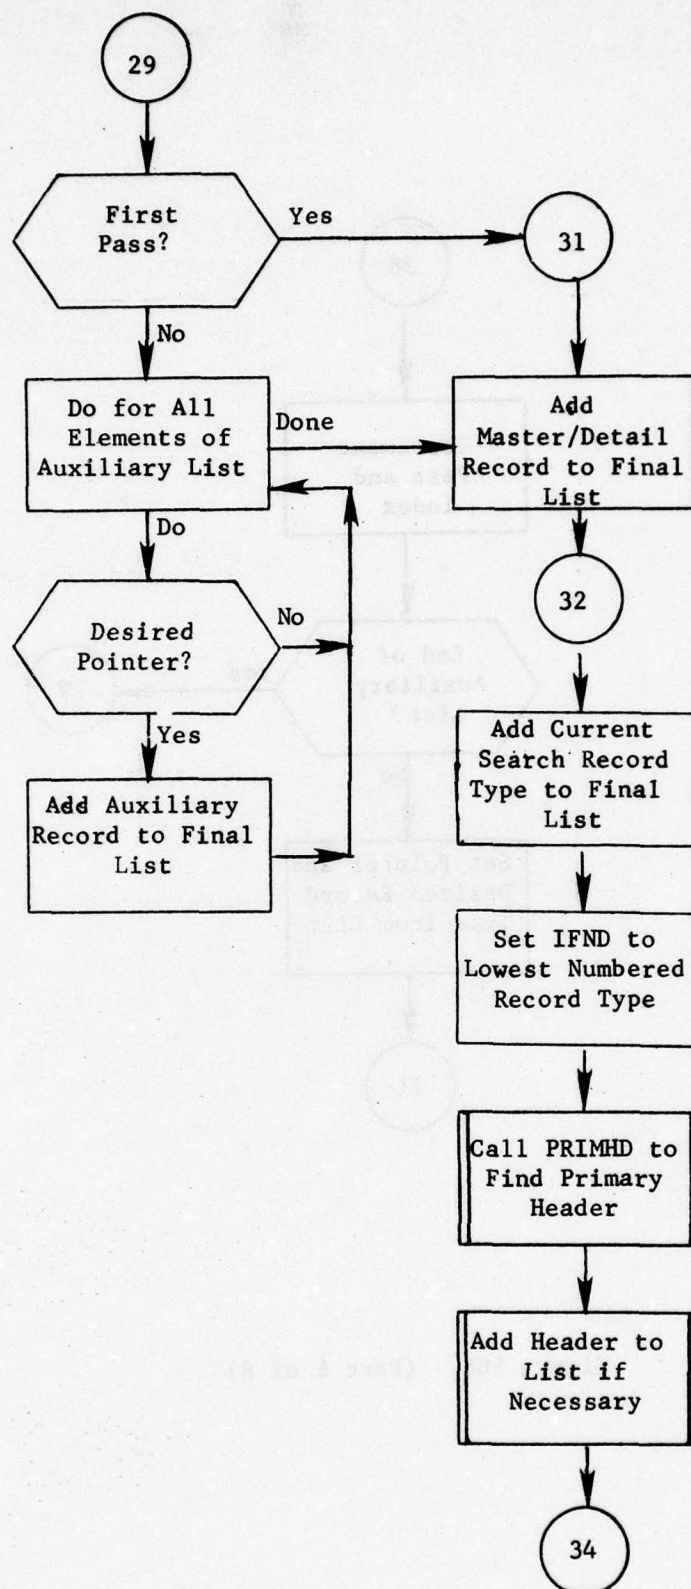 29
First
Pass?
Yes
31
No
Do for All
Elements of
Auxiliary List
Done
Add
Master/Detail
Record to Final
List
Do
32
Desired
Pointer?
No
Yes
Add Current
Search Record
Type to Final
List
Add Auxiliary
Record to Final
List
Set IFND to
Lowest Numbered
Record Type
Call PRIMHD to
Find Primary
Header
Add Header to
List if
Necessary
34